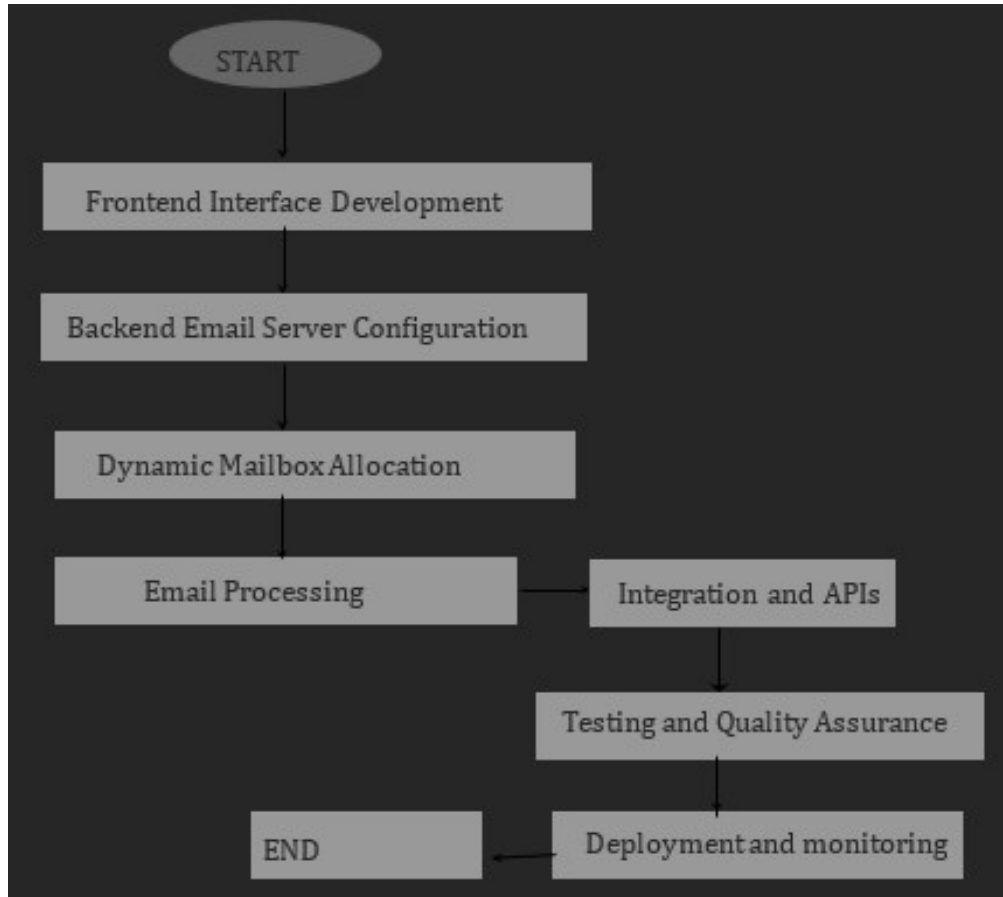 START
Frontend Interface Development
Backend Email Server Configuration
Dynamic Mailbox Allocation
Email Processing
Integration and APIs
Testing and Quality Assurance
Deployment and monitoring
END